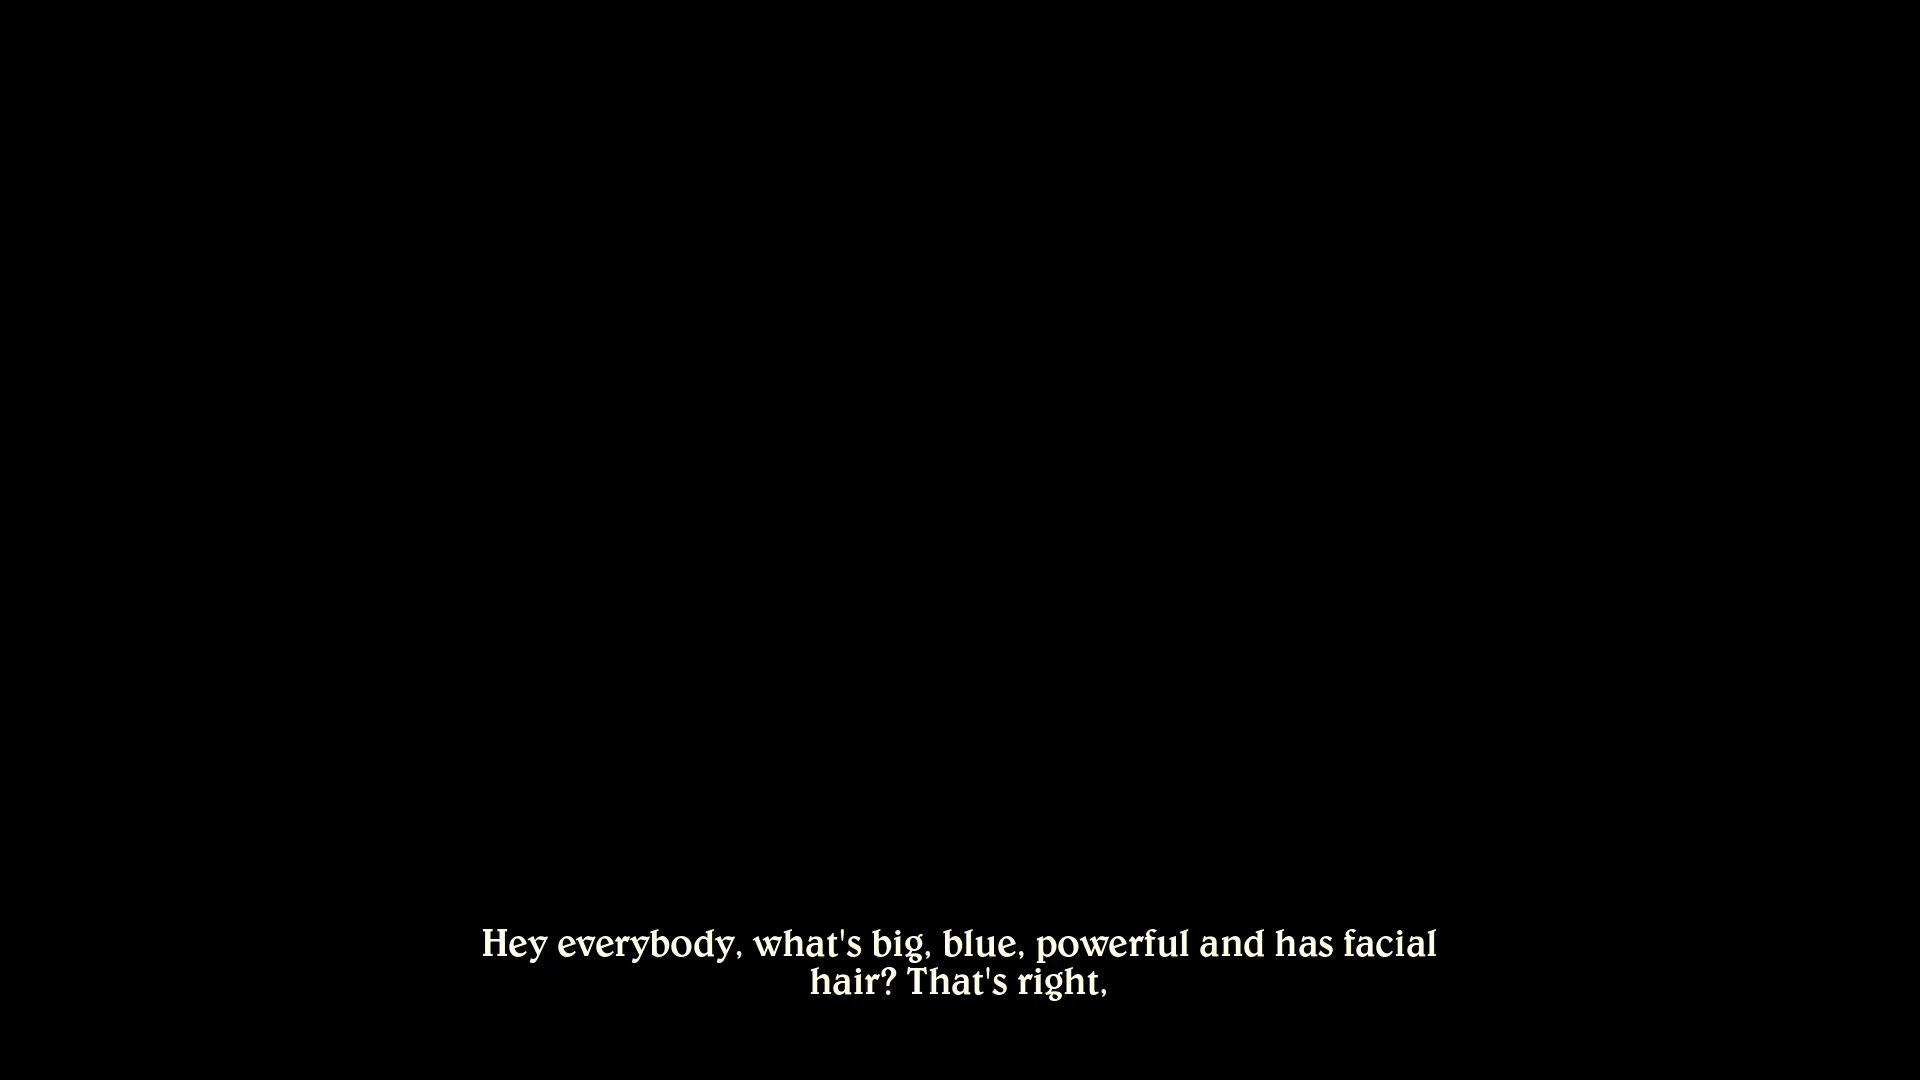 Hey everybody, what's big, blue, powerful and has facial
hair? That's right,